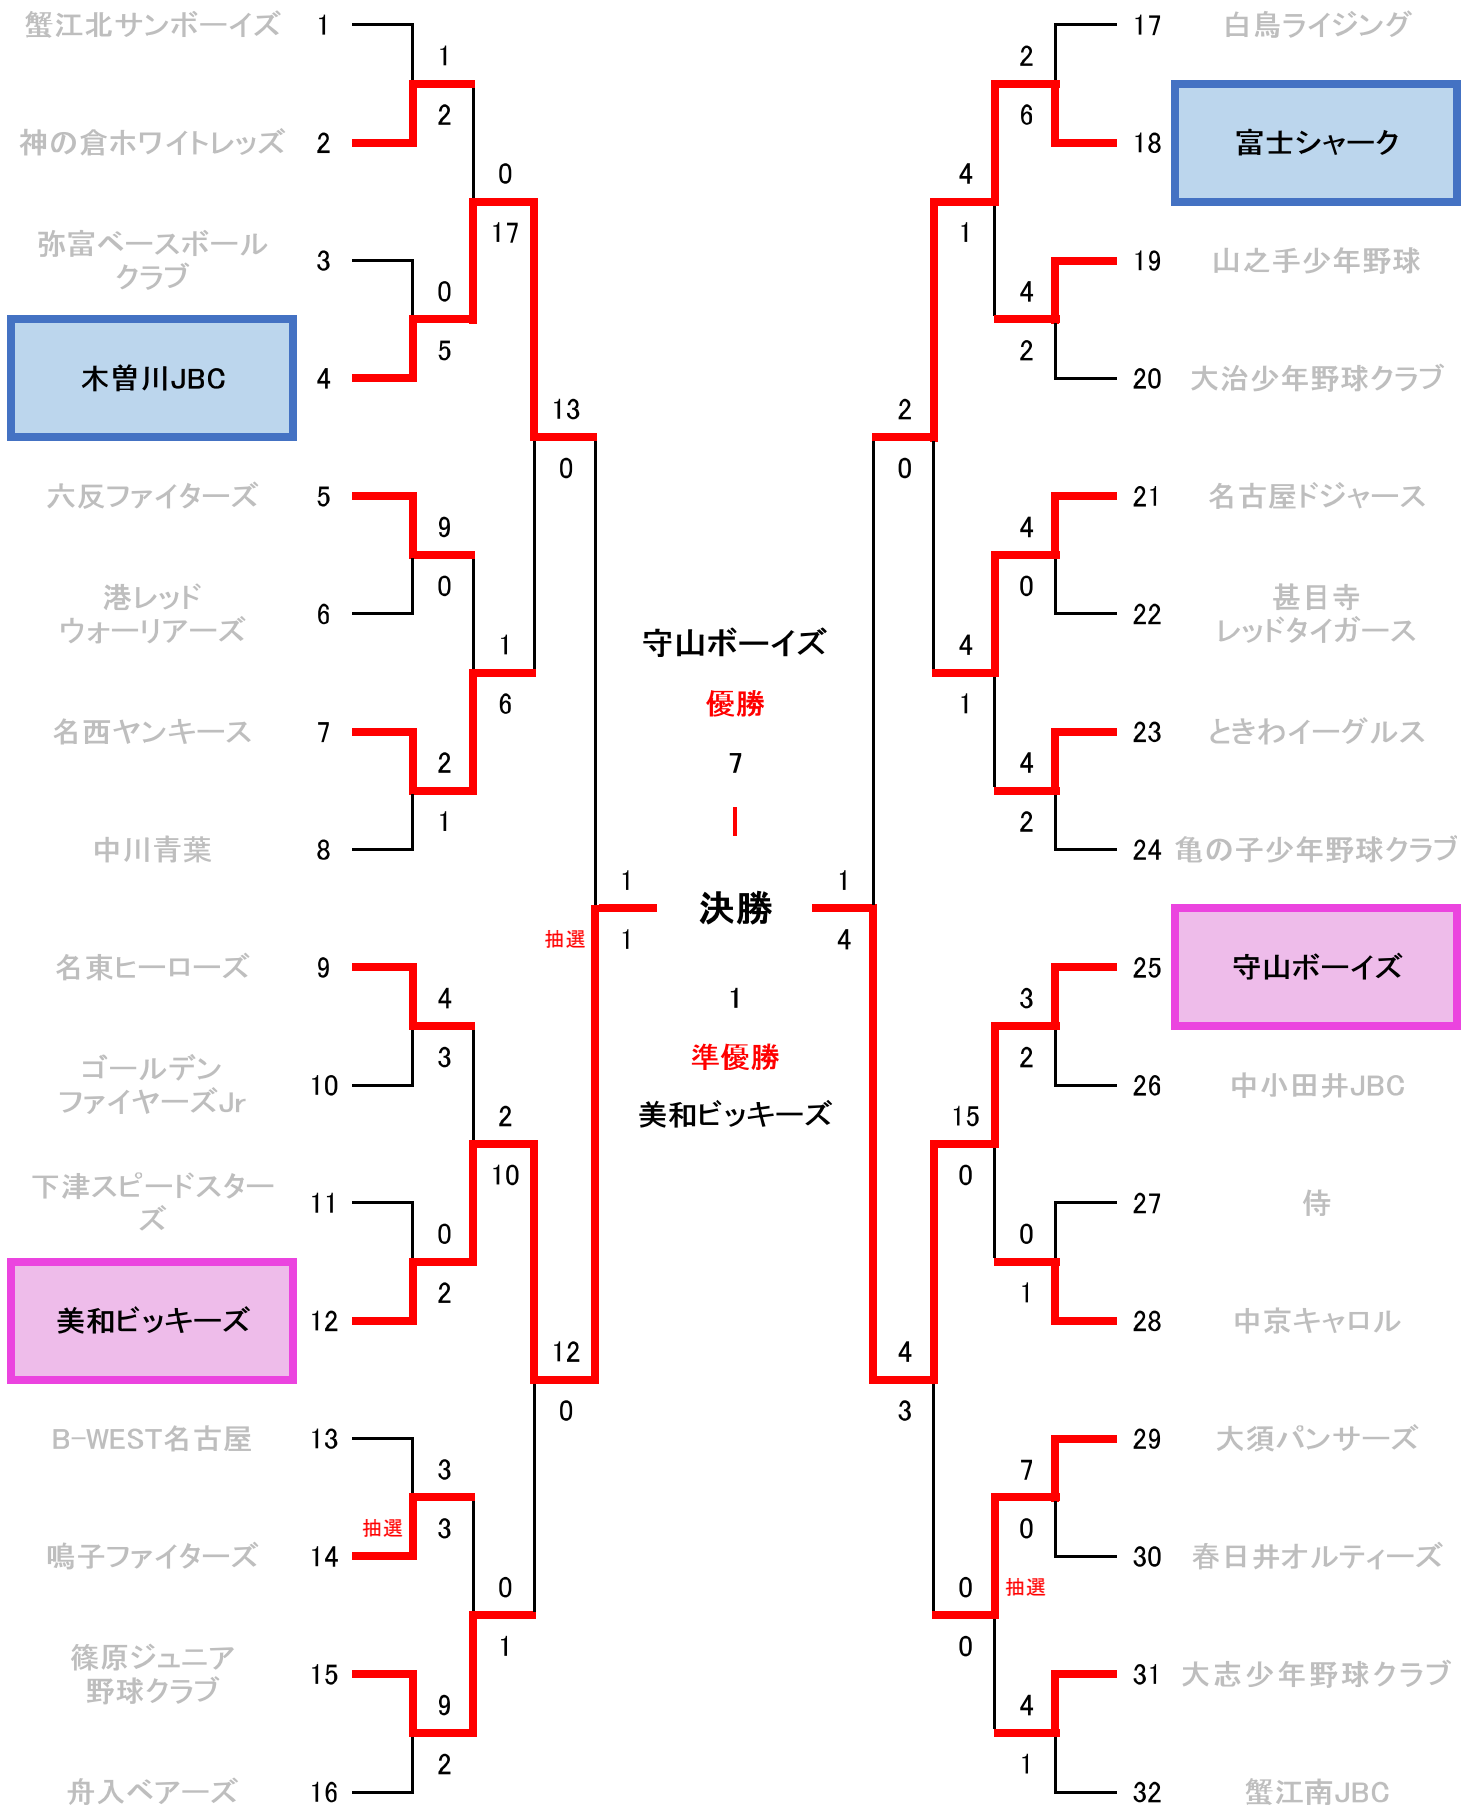 蟹江北サンボーイズ
1
1
2
神の倉ホワイトレッズ
2
0
17
弥富ベースボール
クラブ
3
0
5
木曽川JBC
4
13
0
六反ファイターズ
5
9
0
港レッド
ウォーリアーズ
6
1
6
名西ヤンキース
7
2
1
中川青葉
8
1
抽選
1
名東ヒーローズ
9
4
3
ゴールデン
ファイヤーズJr
10
2
10
下津スピードスター
ズ
11
0
2
美和ビッキーズ
12
12
0
B-WEST名古屋
13
3
抽選
3
鳴子ファイターズ
14
0
1
篠原ジュニア
野球クラブ
15
9
2
舟入ベアーズ
16
守山ボーイズ
優勝
7
決勝
1
準優勝
美和ビッキーズ
17
白鳥ライジング
2
6
18
富士シャーク
4
1
19
山之手少年野球
4
2
20
大治少年野球クラブ
2
0
21
名古屋ドジャース
4
0
22
甚目寺
レッドタイガース
4
1
23
ときわイーグルス
4
2
24
亀の子少年野球クラブ
1
4
25
守山ボーイズ
3
2
26
中小田井JBC
15
0
27
侍
0
1
28
中京キャロル
4
3
29
大須パンサーズ
7
0
30
春日井オルティーズ
0
抽選
0
31
大志少年野球クラブ
4
1
32
蟹江南JBC